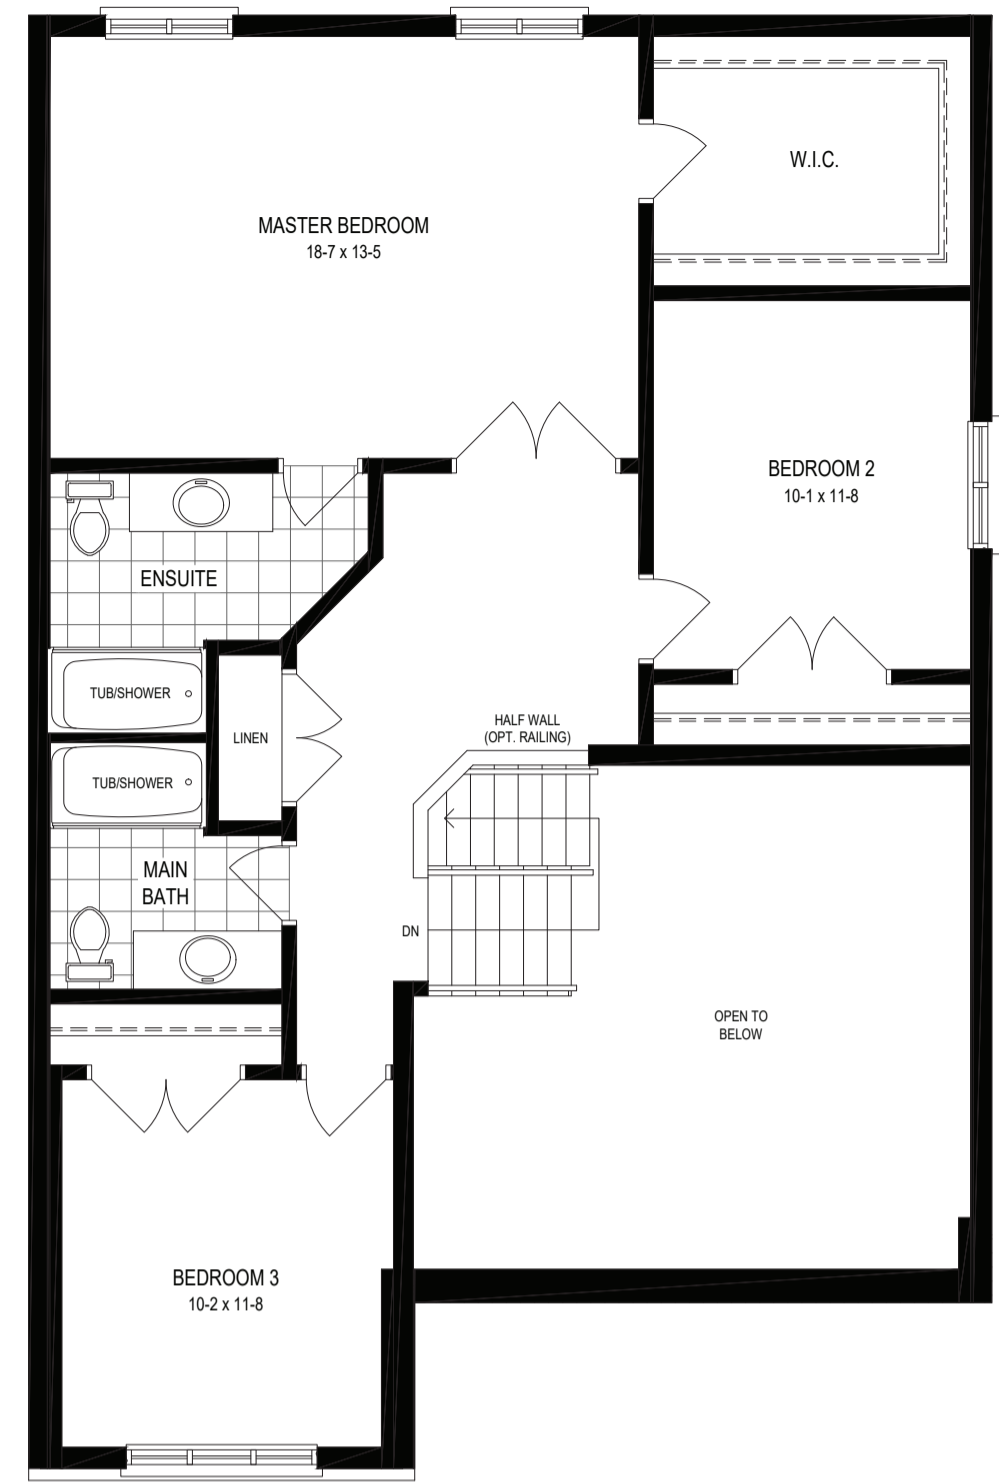 W.I.C.
MASTER BEDROOM
18-7 x 13-5
BEDROOM 2
10-1 x 11-8
ENSUITE
TUB/SHOWER
HALF WALL
(OPT. RAILING)
LINEN
TUB/SHOWER
MAIN
BATH
DN
OPEN TO
BELOW
BEDROOM 3
10-2 x 11-8